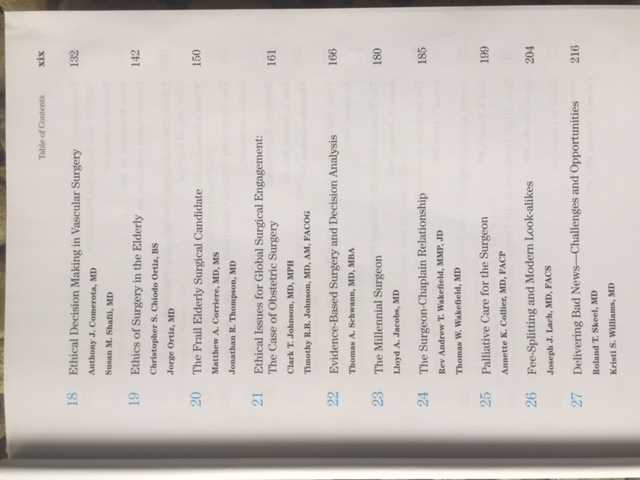 Table of Contents xix
18 Ethical Decision Making in Vascular Surgery 132
Anthony J. Comerota, MD
Susan M. Shafii, MD
19 Ethics of Surgery in the Elderly 142
Christopher S. Chiodo Ortiz, BS
Jorge Ortiz, MD
20 The Frail Elderly Surgical Candidate 150
Matthew A. Corriere, MD, MS
Jonathan R. Thompson, MD
21 Ethical Issues for Global Surgical Engagement:
The Case of Obstetric Surgery 161
Clark T. Johnson, MD, MPH
Timothy R.B. Johnson, MD, AM, FACOG
22 Evidence-Based Surgery and Decision Analysis 166
Thomas A. Schwann, MD, MBA
23 The Millennial Surgeon 180
Lloyd A. Jacobs, MD
24 The Surgeon-Chaplain Relationship 185
Rev Andrew T. Wakefield, MMP, JD
Thomas W. Wakefield, MD
25 Palliative Care for the Surgeon 199
Annette K. Collier, MD, FACP
26 Fee-Splitting and Modern Look-alikes 204
Joseph J. Lach, MD, FACS
27 Delivering Bad News—Challenges and Opportunities 216
Roland T. Skeel, MD
Kristi S. Williams, MD